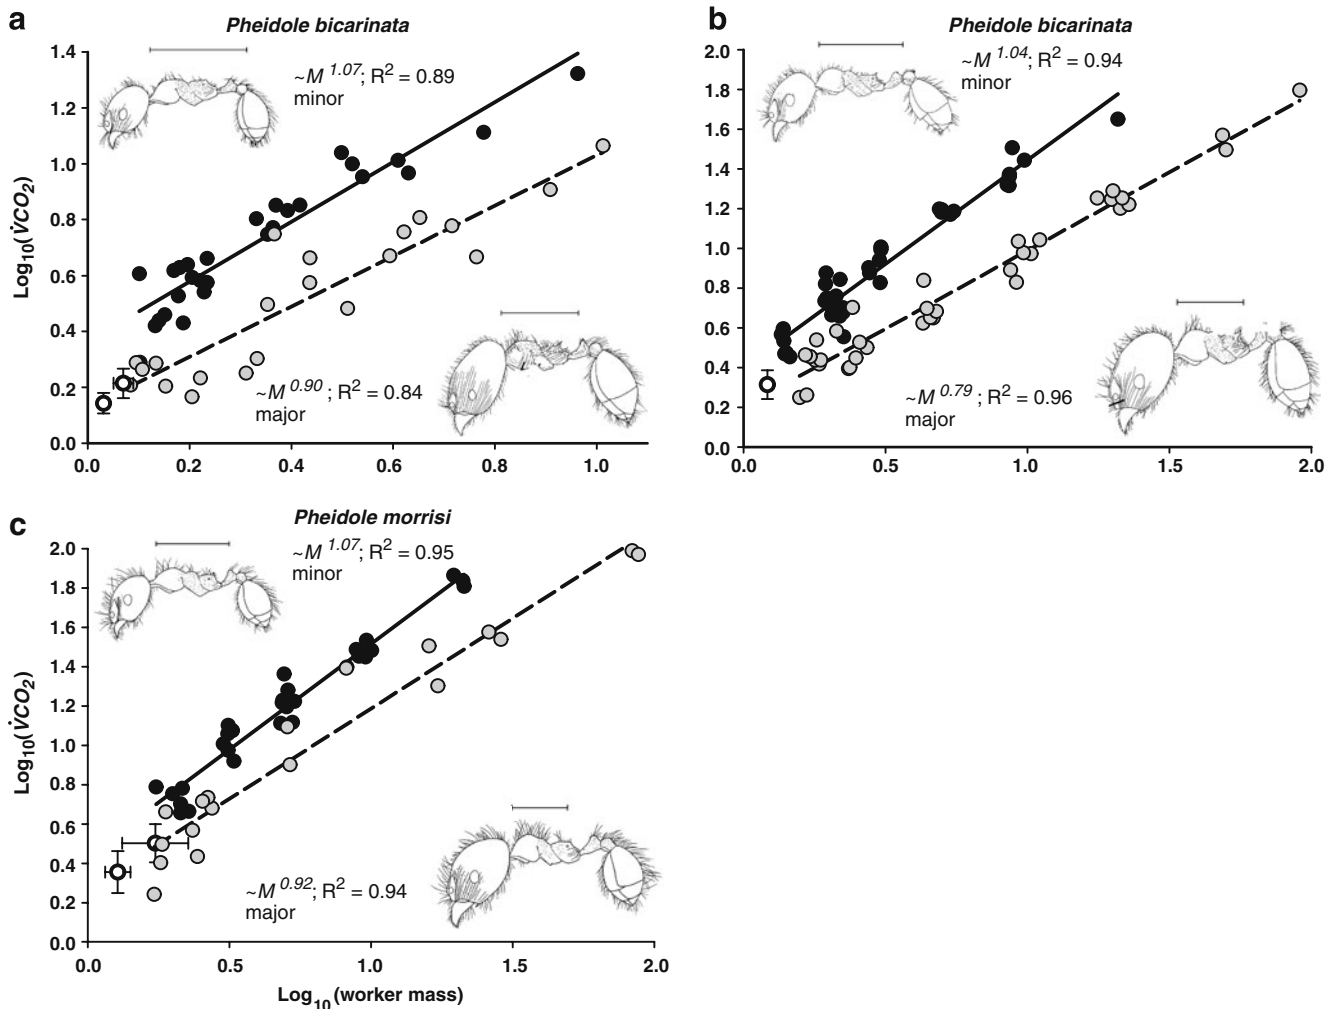 a
Pheidole bicarinata
1.4
1.2
1.0
0.8
0.6
0.4
0.2
0.0
Log10(V̇CO2)
~M 1.07; R2 = 0.89
minor
~M 0.90; R2 = 0.84
major
0.0 0.2 0.4 0.6 0.8 1.0
b
Pheidole bicarinata
2.0
1.8
1.6
1.4
1.2
1.0
0.8
0.6
0.4
0.2
0.0
~M 1.04; R2 = 0.94
minor
~M 0.79; R2 = 0.96
major
0.0 0.5 1.0 1.5 2.0
c
Pheidole morrisi
2.0
1.8
1.6
1.4
1.2
1.0
0.8
0.6
0.4
0.2
0.0
Log10(V̇CO2)
~M 1.07; R2 = 0.95
minor
~M 0.92; R2 = 0.94
major
0.0 0.5 1.0 1.5 2.0
Log10(worker mass)